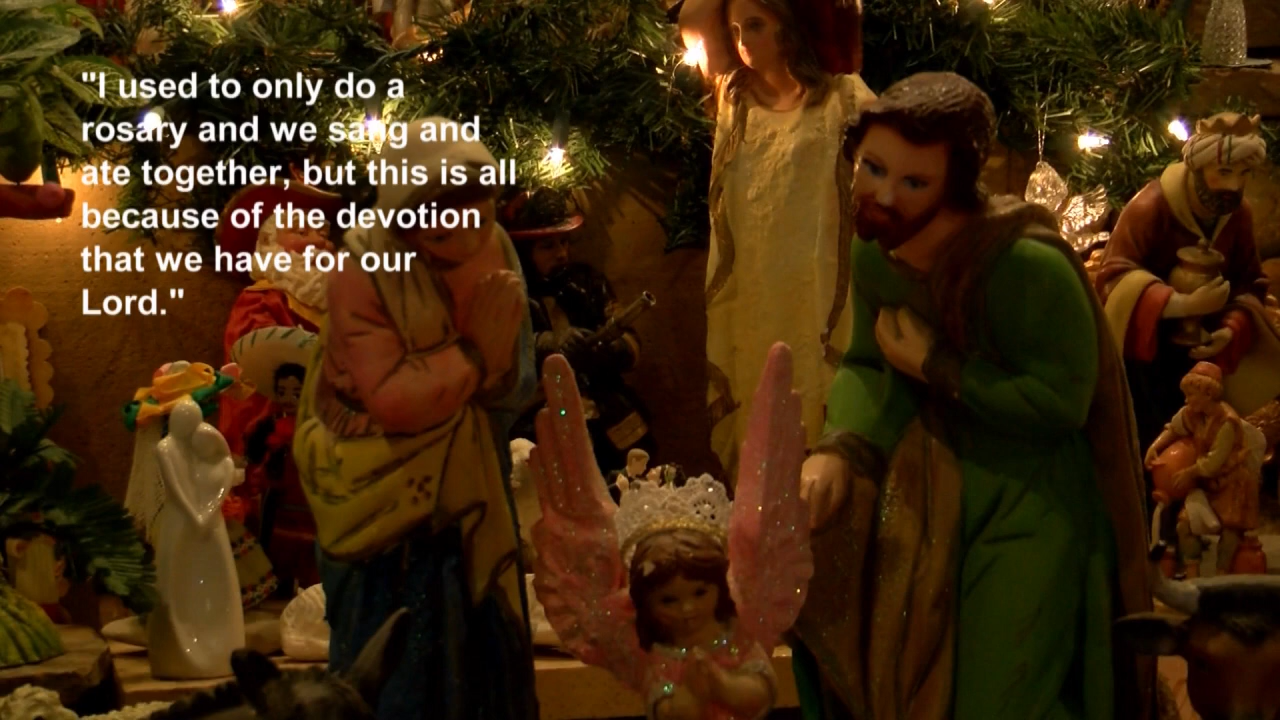 "I used to only do a
rosary and we sang and
ate together, but this is all
because of the devotion
that we have for our
Lord."